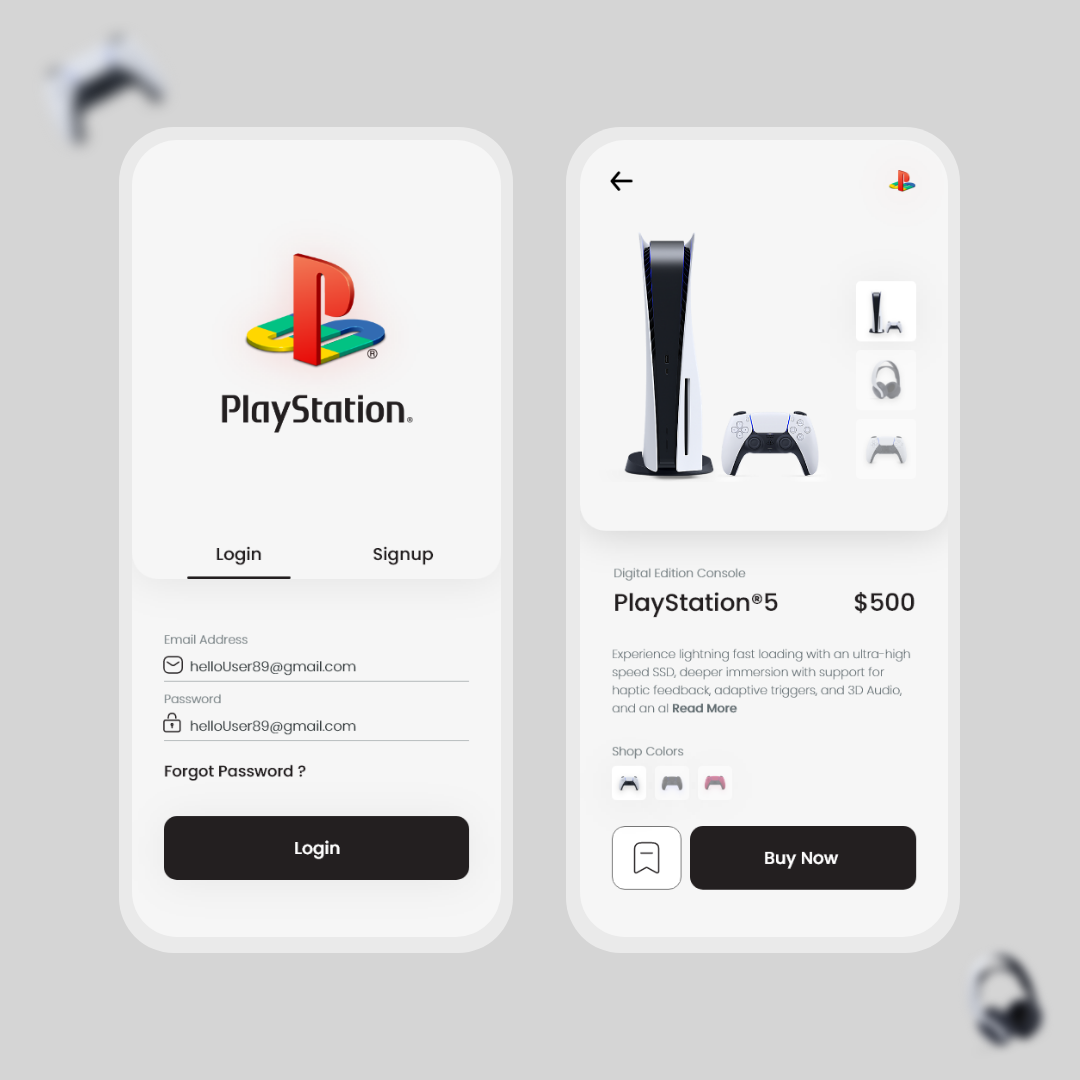 ®
PlayStation®
Login
Signup
Email Address
helloUser89@gmail.com
Password
helloUser89@gmail.com
Forgot Password ?
Login
Digital Edition Console
PlayStation®5
$500
Experience lightning fast loading with an ultra-high
speed SSD, deeper immersion with support for
haptic feedback, adaptive triggers, and 3D Audio,
and an al Read More
Shop Colors
Buy Now